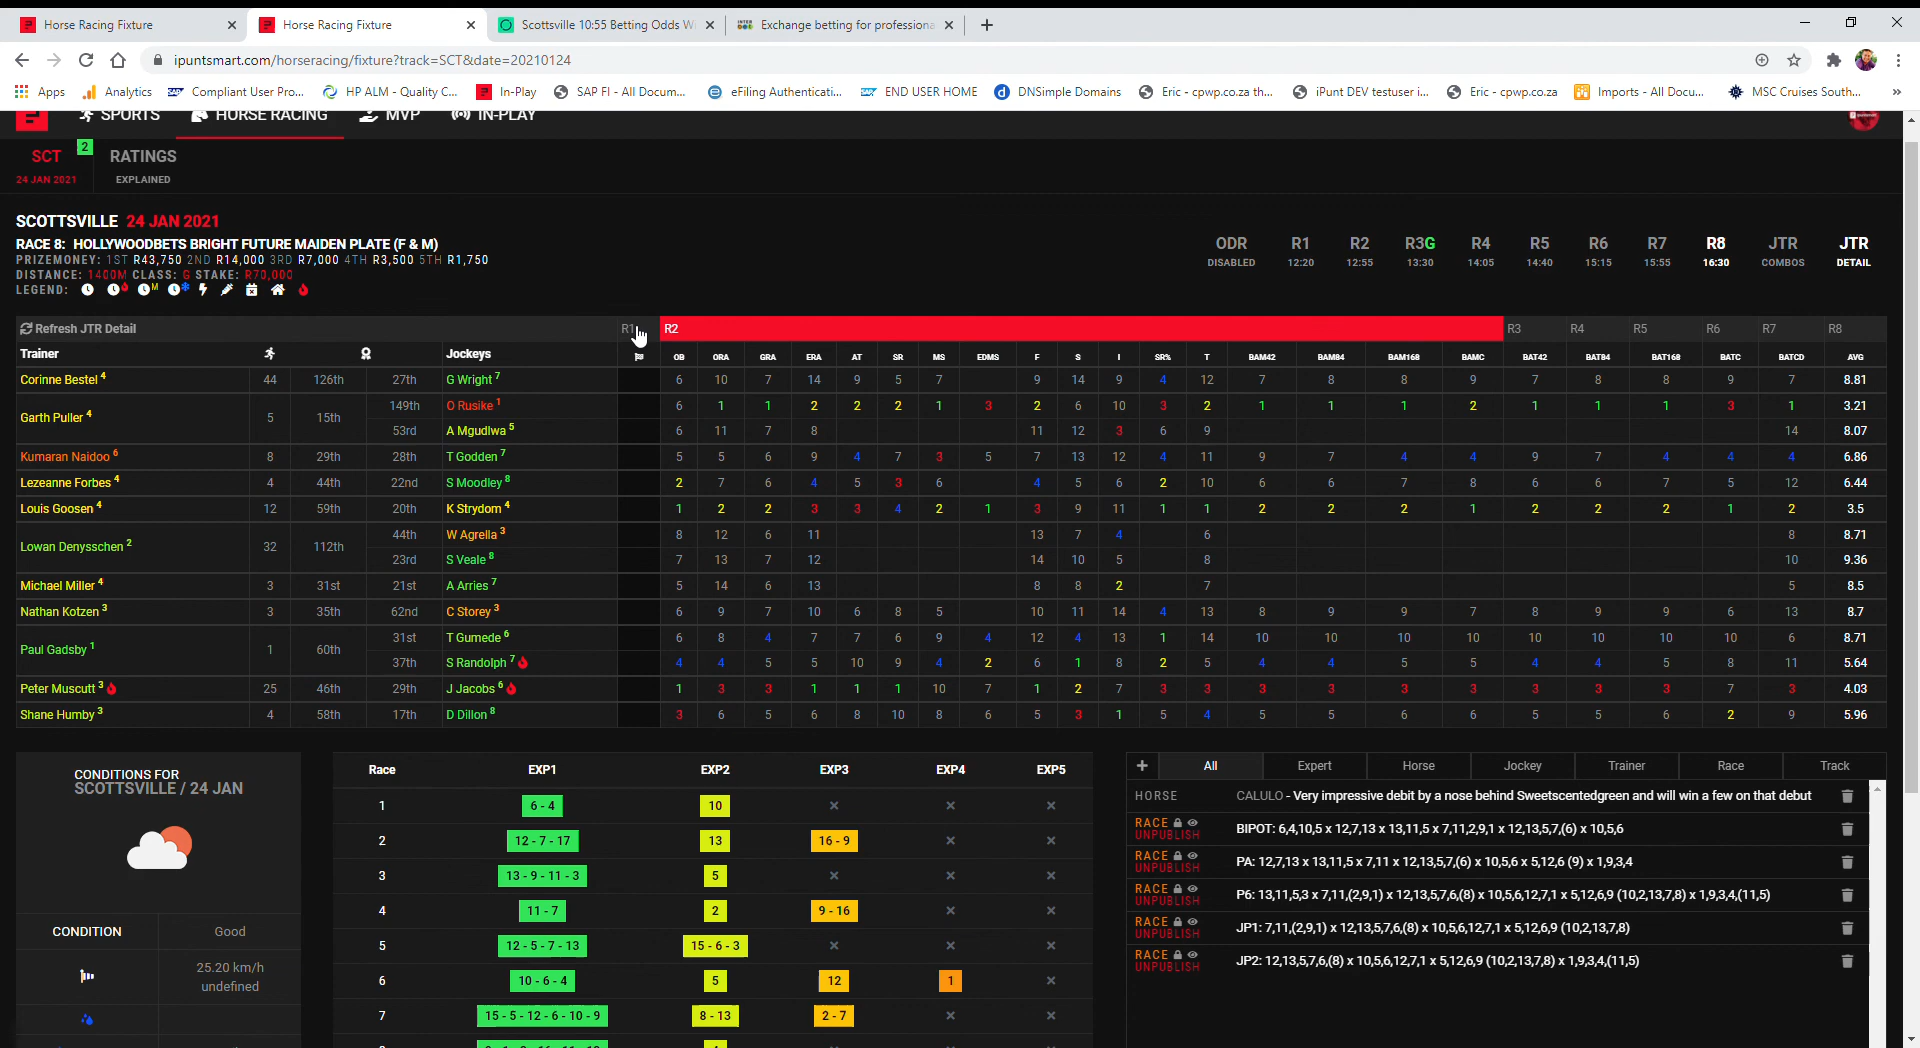 Horse Racing Fixture
Horse Racing Fixture
Scottsville 10:55 Betting Odds W
Exchange betting for professiona
ipuntsmart.com/horseracing/fixture?track=SCT&date=20210124
Apps Analytics Compliant User Pro... HP ALM - Quality C... In-Play SAP FI - All Docum... eFiling Authenticati... END USER HOME DNSimple Domains Eric - cpwp.co.za th... iPunt DEV testuser i... Eric - cpwp.co.za Imports - All Docu... MSC Cruises South... »
SPORTS HORSE RACING MVP IN-PLAY
SCT 2 RATINGS
24 JAN 2021 EXPLAINED
SCOTTSVILLE 24 JAN 2021
RACE 8: HOLLYWOODBETS BRIGHT FUTURE MAIDEN PLATE (F & M)
PRIZEMONEY: 1ST R43,750 2ND R14,000 3RD R7,000 4TH R3,500 5TH R1,750
DISTANCE: 1400M CLASS: G STAKE: R70,000
LEGEND: M
ODR R1 R2 R3G R4 R5 R6 R7 R8 JTR JTR
DISABLED 12:20 12:55 13:30 14:05 14:40 15:15 15:55 16:30 COMBOS DETAIL
Refresh JTR Detail R1 R2 R3 R4 R5 R6 R7 R8
Trainer Jockeys OB ORA GRA ERA AT SR MS EDMS F S I SR% T BAM42 BAM84 BAM168 BAMC BAT42 BAT84 BAT168 BATC BATCD AVG
Corinne Bestel 4 44 126th 27th G Wright 7 6 10 7 14 9 5 7 9 14 9 4 12 7 8 8 9 7 8 8 9 7 8.81
Garth Puller 4 5 15th 149th O Rusike 1 6 1 1 2 2 2 1 3 2 6 10 3 2 1 1 1 2 1 1 1 3 1 3.21
53rd A Mgudlwa 5 6 11 7 8 11 12 3 6 9 14 8.07
Kumaran Naidoo 6 8 29th 28th T Godden 7 5 5 6 9 4 7 3 5 7 13 12 4 11 9 7 4 4 9 7 4 4 4 6.86
Lezeanne Forbes 4 4 44th 22nd S Moodley 8 2 7 6 4 5 3 6 4 5 6 2 10 6 6 7 8 6 6 7 5 12 6.44
Louis Goosen 4 12 59th 20th K Strydom 4 1 2 2 3 3 4 2 1 3 9 11 1 1 2 2 2 1 2 2 2 1 2 3.5
Lowan Denysschen 2 32 112th 44th W Agrella 3 8 12 6 11 13 7 4 6 8 8.71
23rd S Veale 8 7 13 7 12 14 10 5 8 10 9.36
Michael Miller 4 3 31st 21st A Arries 7 5 14 6 13 8 8 2 7 5 8.5
Nathan Kotzen 3 3 35th 62nd C Storey 3 6 9 7 10 6 8 5 10 11 14 4 13 8 9 9 7 8 9 9 6 13 8.7
Paul Gadsby 1 1 60th 31st T Gumede 6 6 8 4 7 7 6 9 4 12 4 13 1 14 10 10 10 10 10 10 10 10 6 8.71
37th S Randolph 7 4 4 5 5 10 9 4 2 6 1 8 2 5 4 4 5 5 4 4 5 8 11 5.64
Peter Muscutt 3 25 46th 29th J Jacobs 6 1 3 3 1 1 1 10 7 1 2 7 3 3 3 3 3 3 3 3 3 7 3 4.03
Shane Humby 3 4 58th 17th D Dillon 8 3 6 5 6 8 10 8 6 5 3 1 5 4 5 5 6 6 5 5 6 2 9 5.96
CONDITIONS FOR
SCOTTSVILLE / 24 JAN
CONDITION Good
25.20 km/h
undefined
Race EXP1 EXP2 EXP3 EXP4 EXP5
1 6 - 4 10 × × ×
2 12 - 7 - 17 13 16 - 9 × ×
3 13 - 9 - 11 - 3 5 × × ×
4 11 - 7 2 9 - 16 × ×
5 12 - 5 - 7 - 13 15 - 6 - 3 × × ×
6 10 - 6 - 4 5 12 1 ×
7 15 - 5 - 12 - 6 - 10 - 9 8 - 13 2 - 7 × ×
+ All Expert Horse Jockey Trainer Race Track
HORSE CALULO - Very impressive debit by a nose behind Sweetscentedgreen and will win a few on that debut
RACE UNPUBLISH BIPOT: 6,4,10,5 x 12,7,13 x 13,11,5 x 7,11,2,9,1 x 12,13,5,7,(6) x 10,5,6
RACE UNPUBLISH PA: 12,7,13 x 13,11,5 x 7,11 x 12,13,5,7,(6) x 10,5,6 x 5,12,6 (9) x 1,9,3,4
RACE UNPUBLISH P6: 13,11,5,3 x 7,11,(2,9,1) x 12,13,5,7,6,(8) x 10,5,6,12,7,1 x 5,12,6,9 (10,2,13,7,8) x 1,9,3,4,(11,5)
RACE UNPUBLISH JP1: 7,11,(2,9,1) x 12,13,5,7,6,(8) x 10,5,6,12,7,1 x 5,12,6,9 (10,2,13,7,8)
RACE UNPUBLISH JP2: 12,13,5,7,6,(8) x 10,5,6,12,7,1 x 5,12,6,9 (10,2,13,7,8) x 1,9,3,4,(11,5)